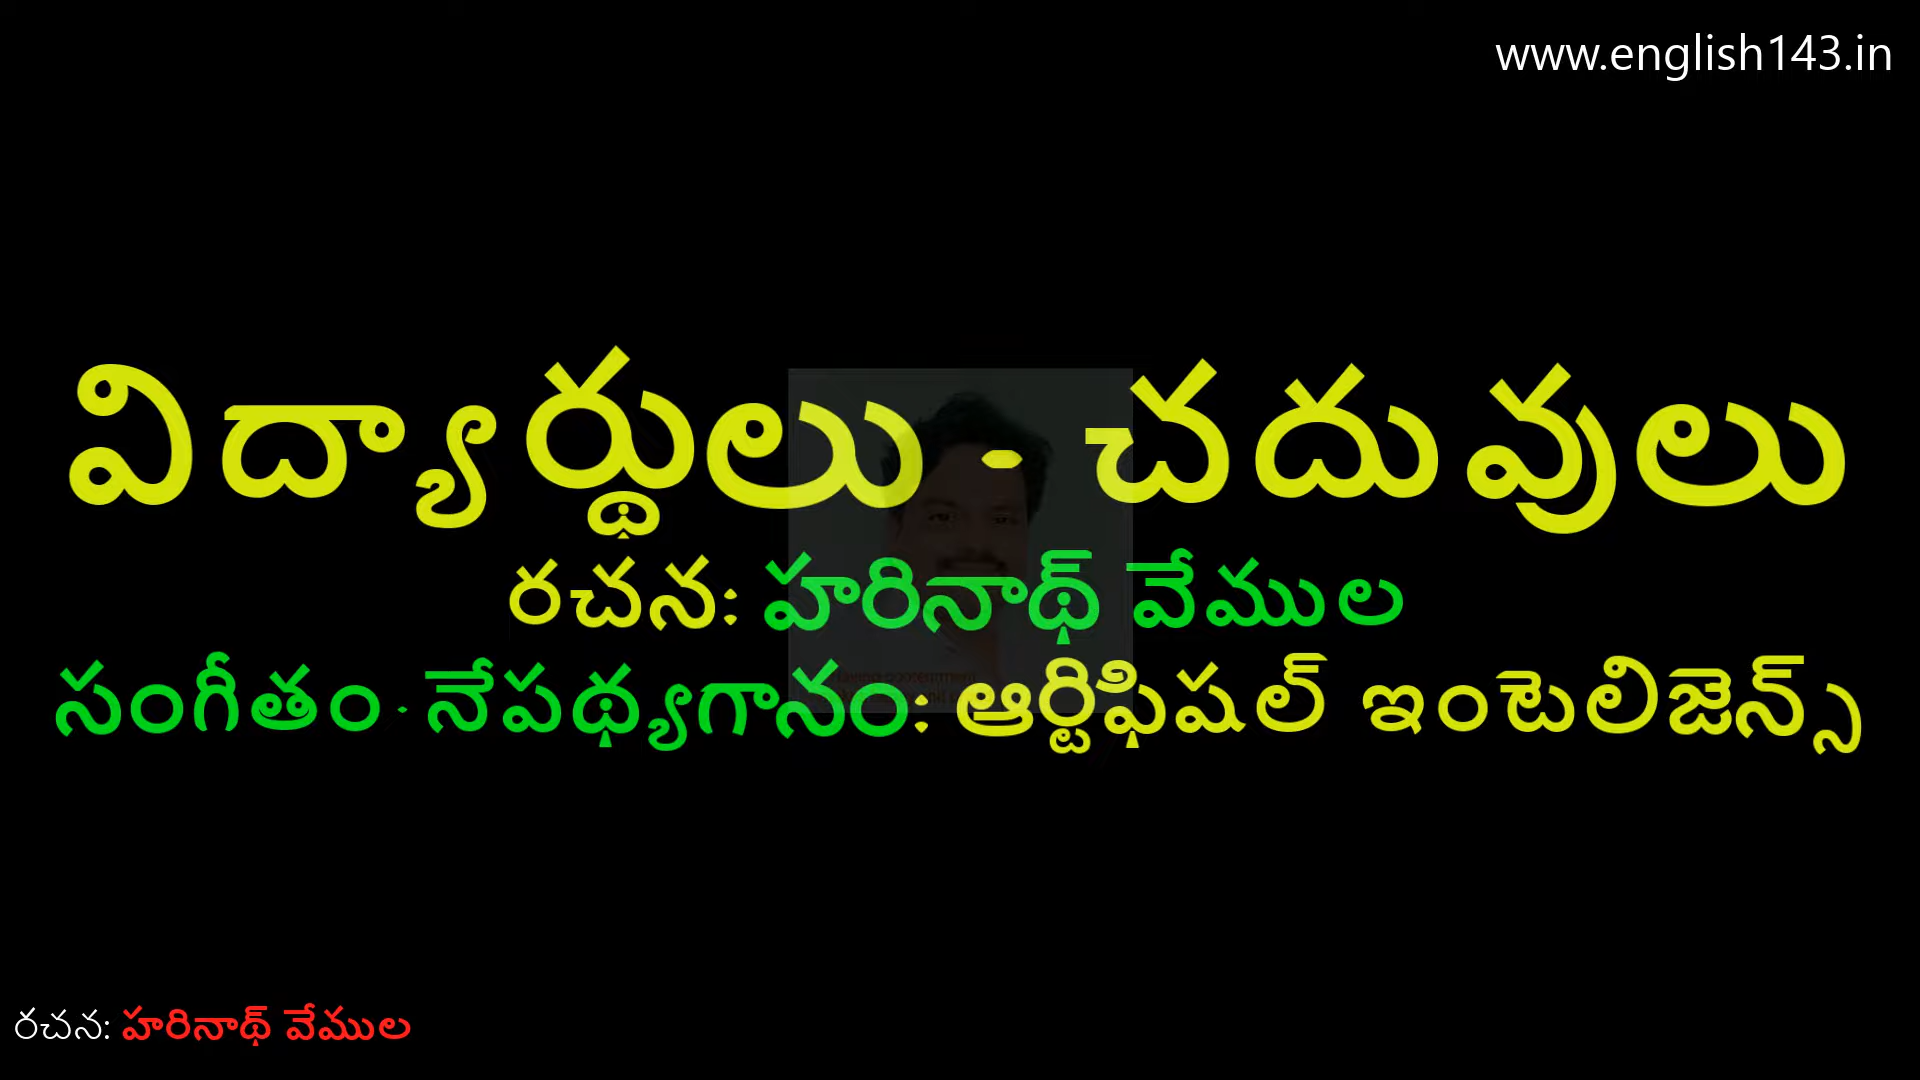 www.english143.in
విద్యార్థులు - చదువులు
రచన: హరినాథ్ వేముల
సంగీతం - నేపథ్యగానం: ఆర్టిఫిషల్ ఇంటెలిజెన్స్
రచన: హరినాథ్ వేముల